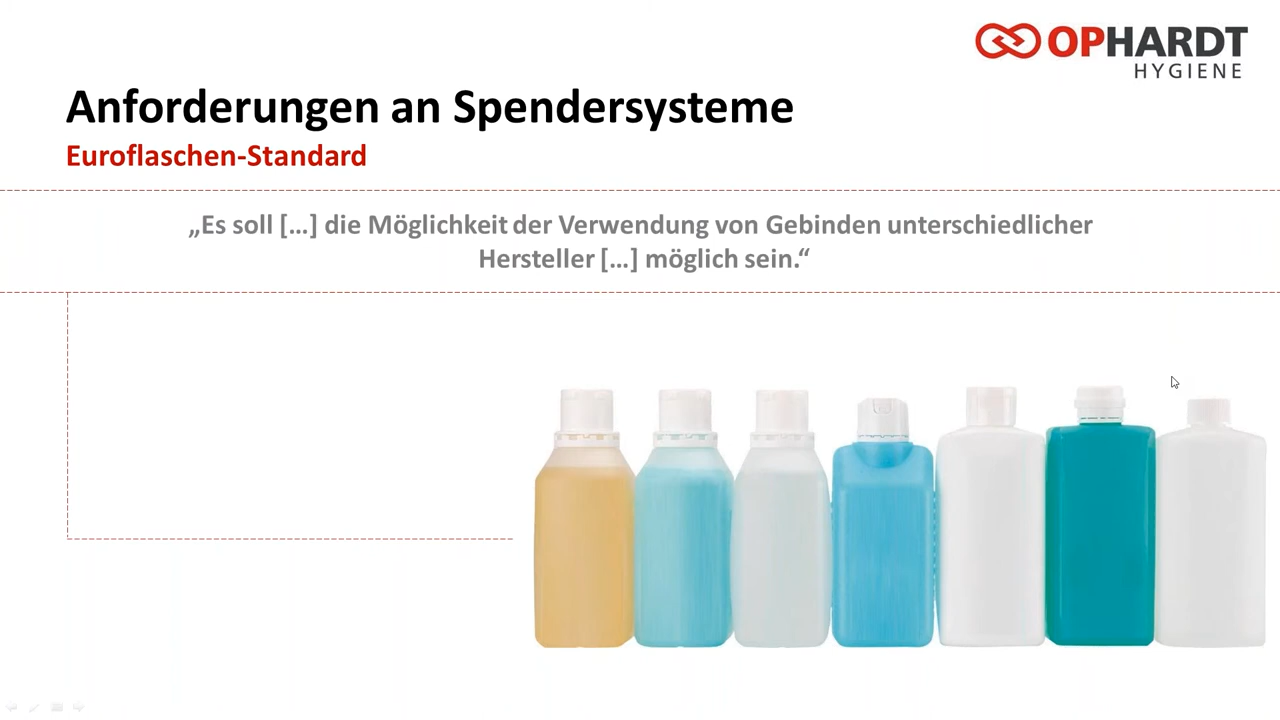 OPHARDT
HYGIENE
Anforderungen an Spendersysteme
Euroflaschen-Standard
„Es soll […] die Möglichkeit der Verwendung von Gebinden unterschiedlicher
Hersteller […] möglich sein.“